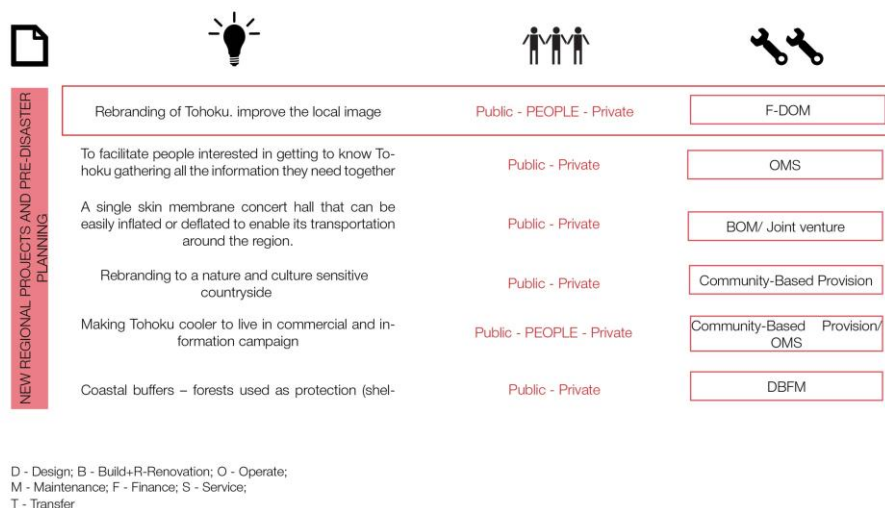 NEW REGIONAL PROJECTS AND PRE-DISASTER
PLANNING
Rebranding of Tohoku. improve the local image
Public - PEOPLE - Private
F-DOM
To facilitate people interested in getting to know To-
hoku gathering all the information they need together
Public - Private
OMS
A single skin membrane concert hall that can be
easily inflated or deflated to enable its transportation
around the region.
Public - Private
BOM/ Joint venture
Rebranding to a nature and culture sensitive
countryside
Public - Private
Community-Based Provision
Making Tohoku cooler to live in commercial and in-
formation campaign
Public - PEOPLE - Private
Community-Based Provision/
OMS
Coastal buffers – forests used as protection (shel-
Public - Private
DBFM
D - Design; B - Build+R-Renovation; O - Operate;
M - Maintenance; F - Finance; S - Service;
T - Transfer